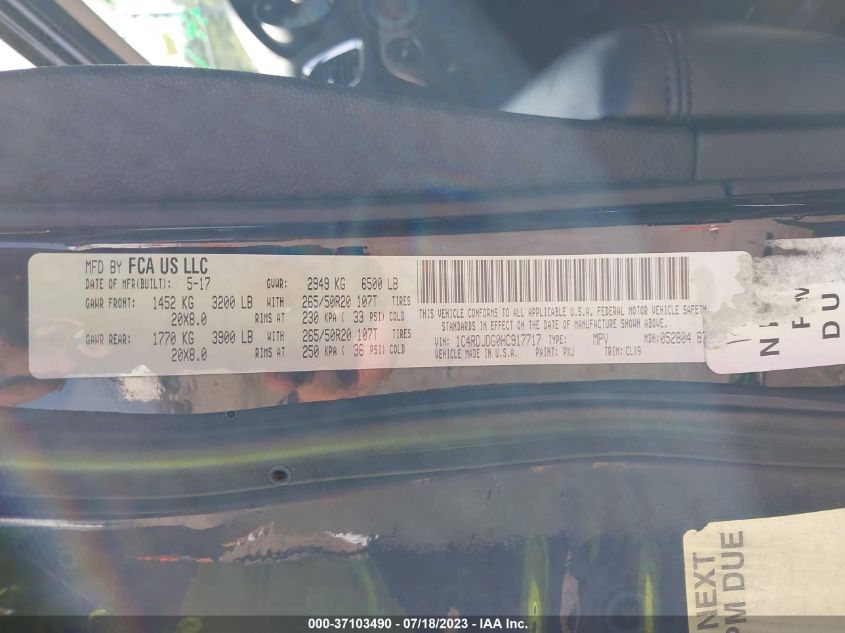 MFD BY FCA US LLC
DATE OF MFR(BUILT): 5-17 GVWR: 2949 KG 6500 LB
GAWR FRONT: 1452 KG 3200 LB WITH 265/50R20 107T TIRES
20X8.0 RIMS AT 230 KPA ( 33 PSI) COLD
GAWR REAR: 1770 KG 3900 LB WITH 265/50R20 107T TIRES
20X8.0 RIMS AT 250 KPA ( 36 PSI) COLD
THIS VEHICLE CONFORMS TO ALL APPLICABLE U.S.A. FEDERAL MOTOR VEHICLE SAFETY
STANDARDS IN EFFECT ON THE DATE OF MANUFACTURE SHOWN ABOVE.
VIN: 1C4RDJDG0HC917717 TYPE: MPV MDH: 052804
VEHICLE MADE IN U.S.A. PAINT: PXJ TRIM: CLX9
DU
NEXT
PM DUE
000-37103490 - 07/18/2023 - IAA Inc.